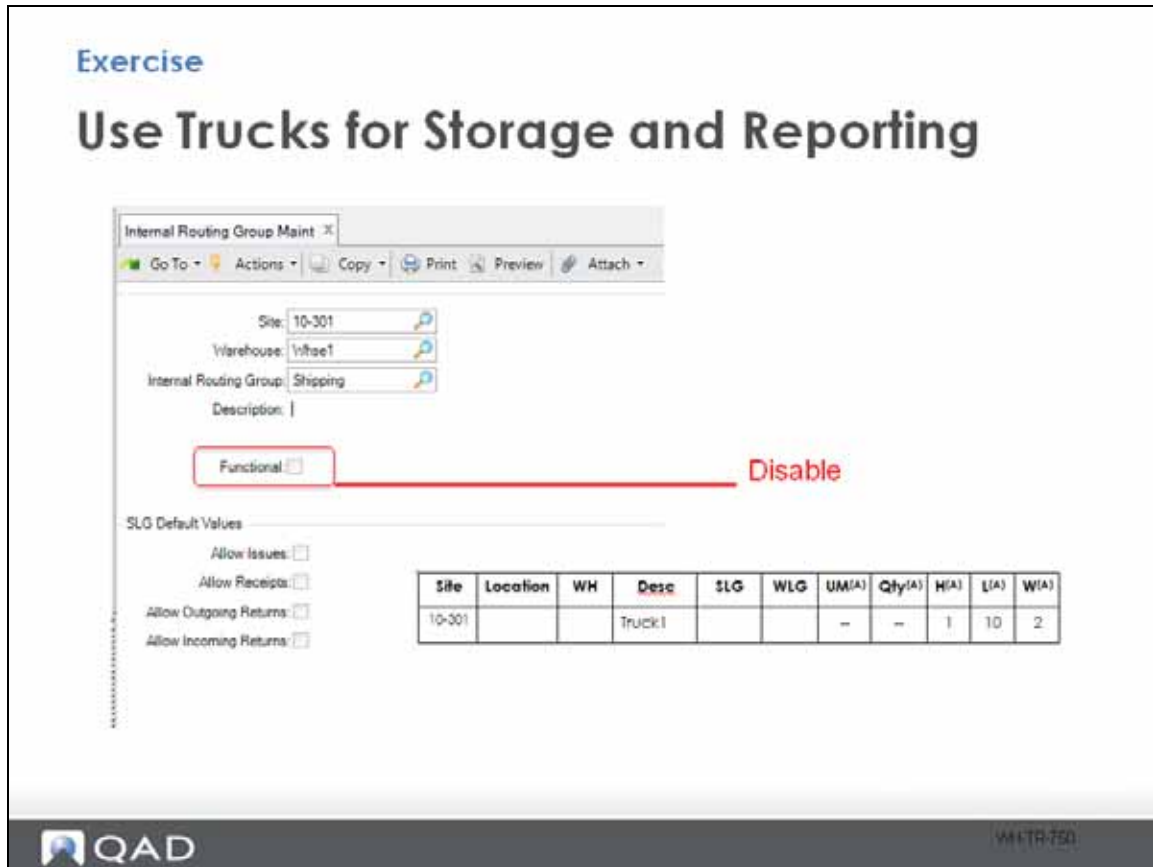 Exercise
Use Trucks for Storage and Reporting
Internal Routing Group Maint X
Go To Actions Copy Print Preview Attach
Site: 10-301
Warehouse: Whse1
Internal Routing Group: Shipping
Description:
Functional:
Disable
SLG Default Values
Allow Issues:
Allow Receipts:
Allow Outgoing Returns:
Allow Incoming Returns:
Site Location WH Desc SLG WLG UM(A) Qty(A) H(A) L(A) W(A)
10-301 Truck1 -- -- 1 10 2
QAD
WH-TR-750